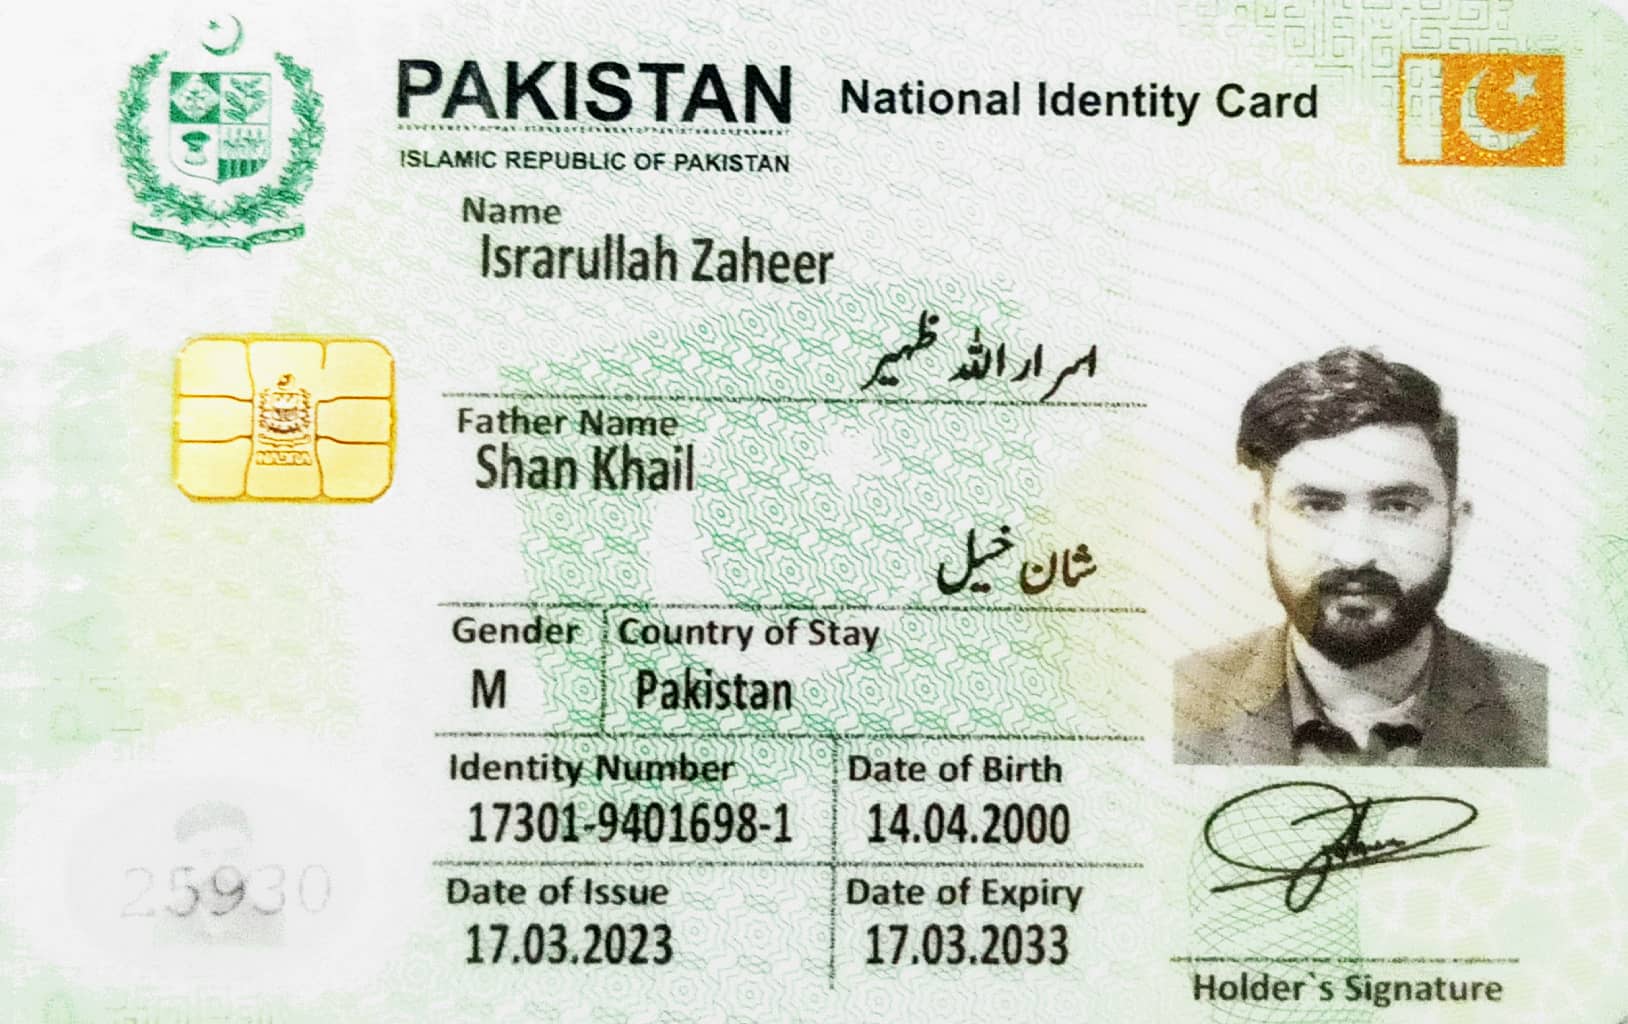 PAKISTAN National Identity Card
ISLAMIC REPUBLIC OF PAKISTAN
Name
Israrullah Zaheer
اسرار اللہ ظہیر
Father Name
Shan Khail
شان خیل
Gender Country of Stay
M Pakistan
Identity Number Date of Birth
17301-9401698-1 14.04.2000
25930
Date of Issue Date of Expiry
17.03.2023 17.03.2033
Holder`s Signature
NADRA